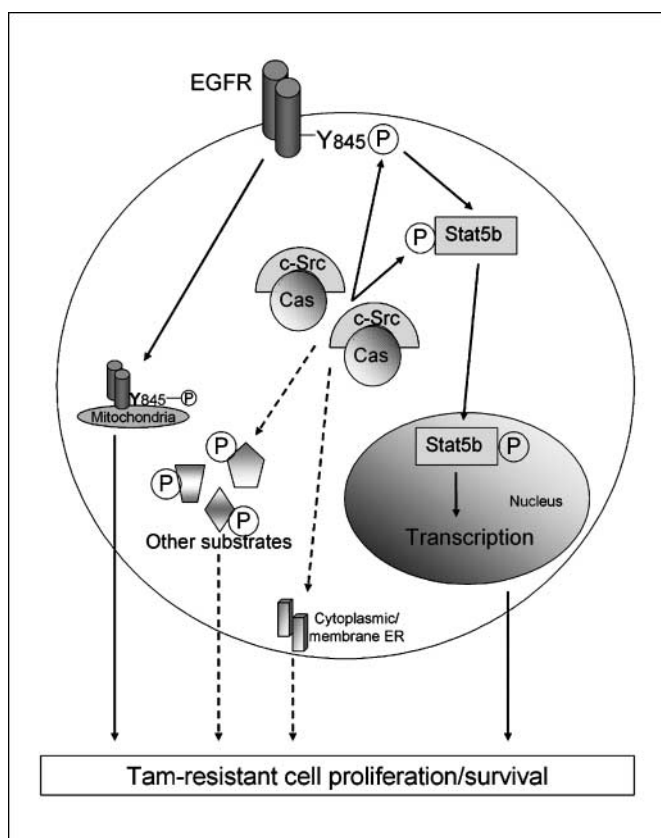 EGFR
Y845 P
P Stat5b
c-Src
Cas
c-Src
Cas
Y845 P
Mitochondria
Stat5b P
Nucleus
Transcription
P
P
P
Other substrates
Cytoplasmic/
membrane ER
Tam-resistant cell proliferation/survival